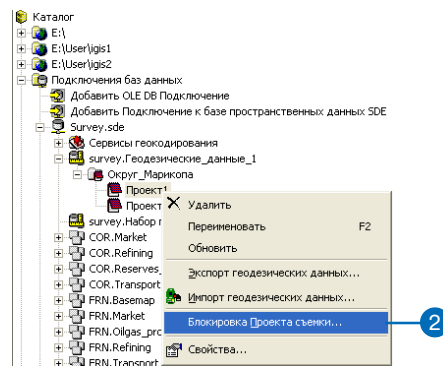 Каталог
E:\
E:\User\igis1
E:\User\igis2
Подключения баз данных
Добавить OLE DB Подключение
Добавить Подключение к базе пространственных данных SDE
Survey.sde
Сервисы геокодирования
survey.Геодезические_данные_1
Округ_Марикопа
Проект1
Проект
survey.Набор
COR.Market
COR.Refining
COR.Reserves_
COR.Transport
FRN.Basemap
FRN.Market
FRN.Oilgas_pro
FRN.Refining
FRN.Transport
Удалить
Переименовать F2
Обновить
Экспорт геодезических данных...
Импорт геодезических данных...
Блокировка Проекта съемки...
2
Свойства...